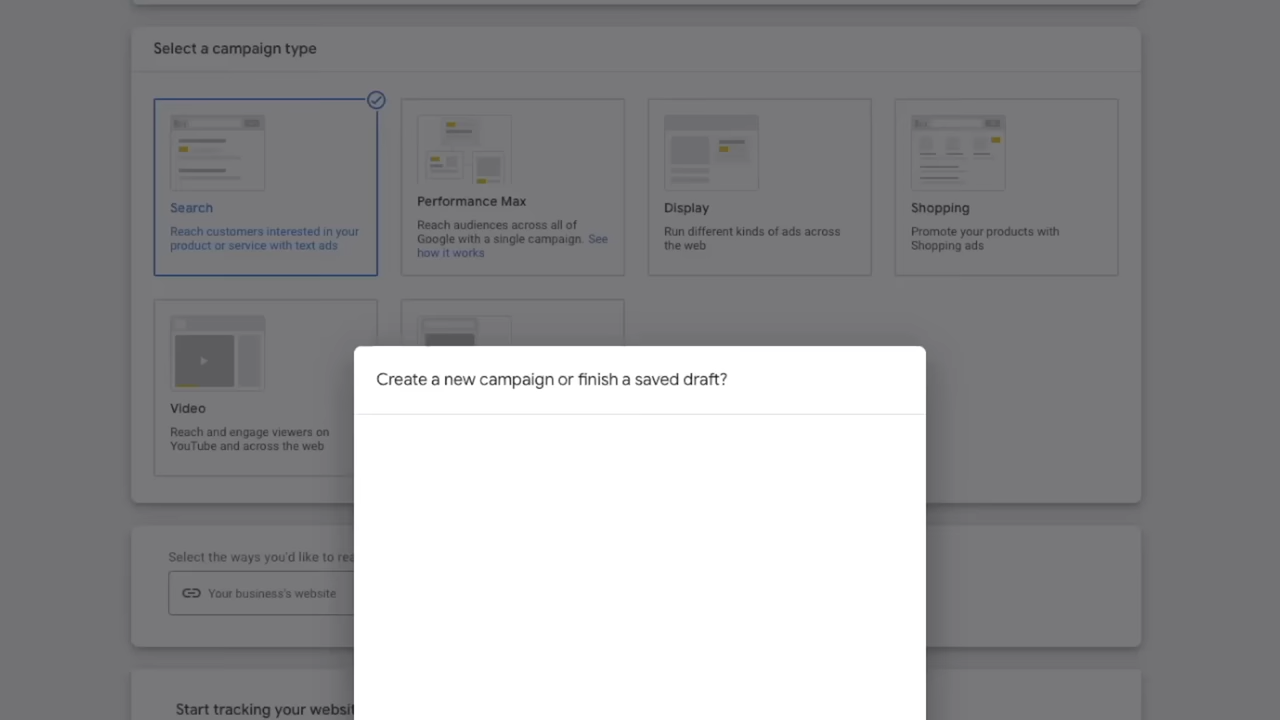 Select a campaign type
Search
Reach customers interested in your
product or service with text ads
Performance Max
Reach audiences across all of
Google with a single campaign. See
how it works
Display
Run different kinds of ads across
the web
Shopping
Promote your products with
Shopping ads
Video
Reach and engage viewers on
YouTube and across the web
Create a new campaign or finish a saved draft?
Select the ways you'd like to
Your business's website
Start tracking your